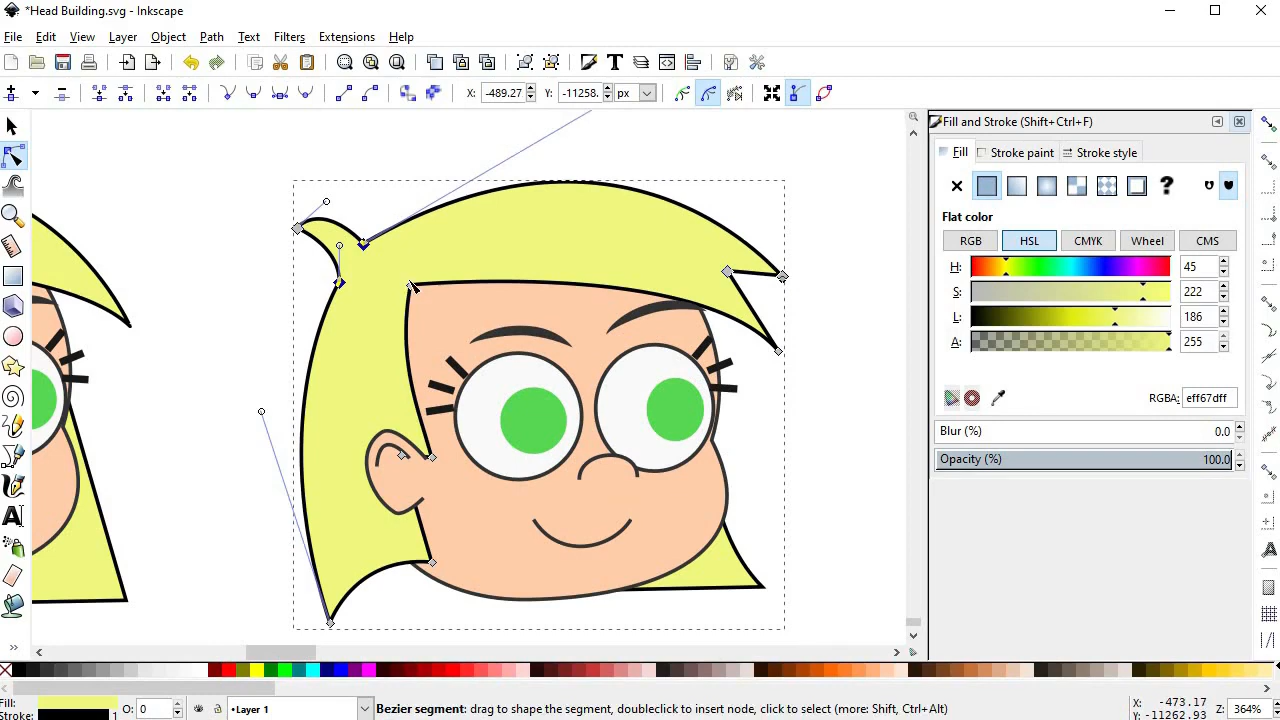 *Head Building.svg - Inkscape
File Edit View Layer Object Path Text Filters Extensions Help
X: -489.27 Y: -11258. px
Fill and Stroke (Shift+Ctrl+F)
Fill Stroke paint Stroke style
?
Flat color
RGB HSL CMYK Wheel CMS
H: 45
S: 222
L: 186
A: 255
RGBA: eff67dff
Blur (%) 0.0
Opacity (%) 100.0
Fill:
Stroke: 1 O: 0 •Layer 1 Bezier segment: drag to shape the segment, doubleclick to insert node, click to select (more: Shift, Ctrl+Alt) X: -473.17 Y: -11262.93 Z: 364%